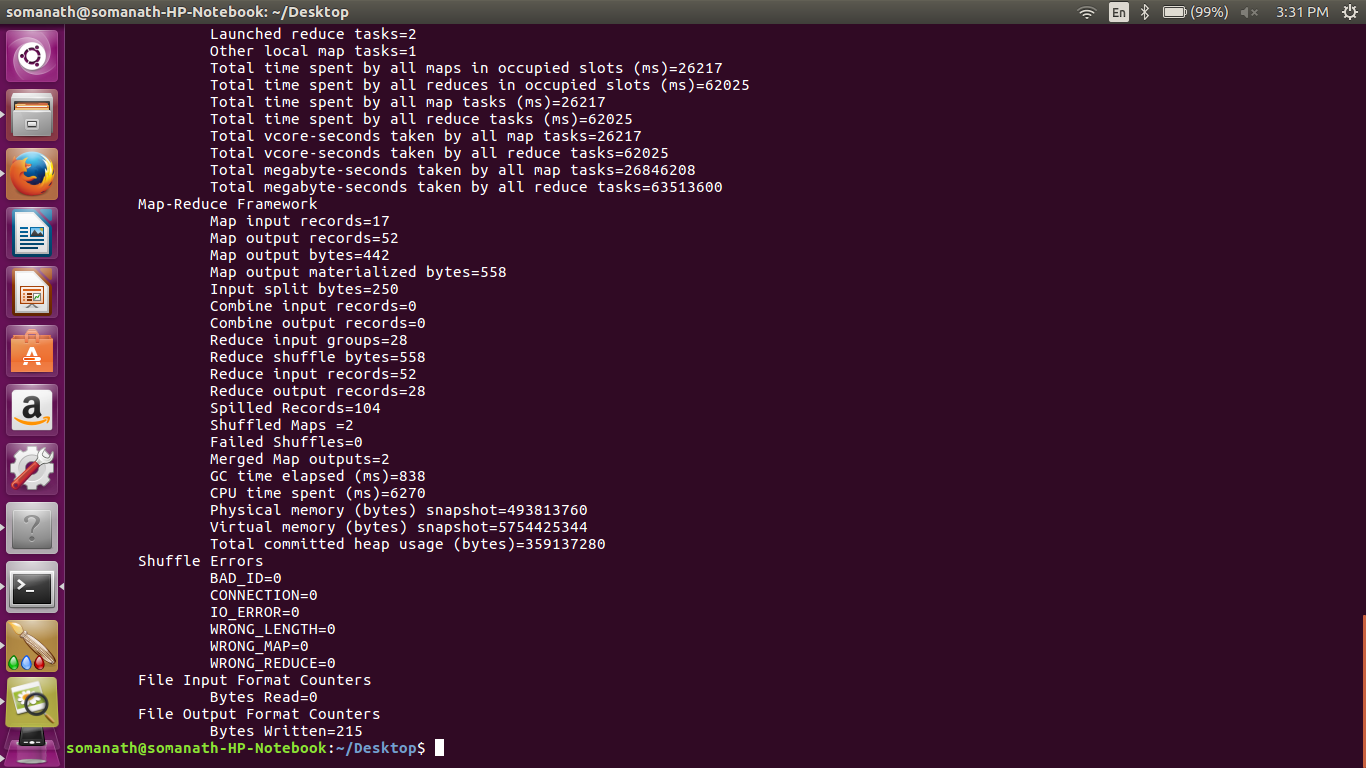 somanath@somanath-HP-Notebook: ~/Desktop
En
(99%)
3:31 PM
Launched reduce tasks=2
Other local map tasks=1
Total time spent by all maps in occupied slots (ms)=26217
Total time spent by all reduces in occupied slots (ms)=62025
Total time spent by all map tasks (ms)=26217
Total time spent by all reduce tasks (ms)=62025
Total vcore-seconds taken by all map tasks=26217
Total vcore-seconds taken by all reduce tasks=62025
Total megabyte-seconds taken by all map tasks=26846208
Total megabyte-seconds taken by all reduce tasks=63513600
Map-Reduce Framework
Map input records=17
Map output records=52
Map output bytes=442
Map output materialized bytes=558
Input split bytes=250
Combine input records=0
Combine output records=0
Reduce input groups=28
Reduce shuffle bytes=558
Reduce input records=52
Reduce output records=28
Spilled Records=104
Shuffled Maps =2
Failed Shuffles=0
Merged Map outputs=2
GC time elapsed (ms)=838
CPU time spent (ms)=6270
Physical memory (bytes) snapshot=493813760
Virtual memory (bytes) snapshot=5754425344
Total committed heap usage (bytes)=359137280
Shuffle Errors
BAD_ID=0
CONNECTION=0
IO_ERROR=0
WRONG_LENGTH=0
WRONG_MAP=0
WRONG_REDUCE=0
File Input Format Counters
Bytes Read=0
File Output Format Counters
Bytes Written=215
somanath@somanath-HP-Notebook:~/Desktop$